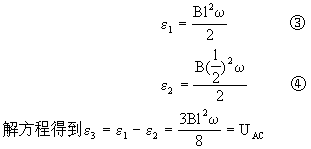 ε₁ = Bl²ω/2 ③
ε₂ = B(1/2)²ω/2 ④
解方程得到ε₃ = ε₁ - ε₂ = 3Bl²ω/8 = U_AC